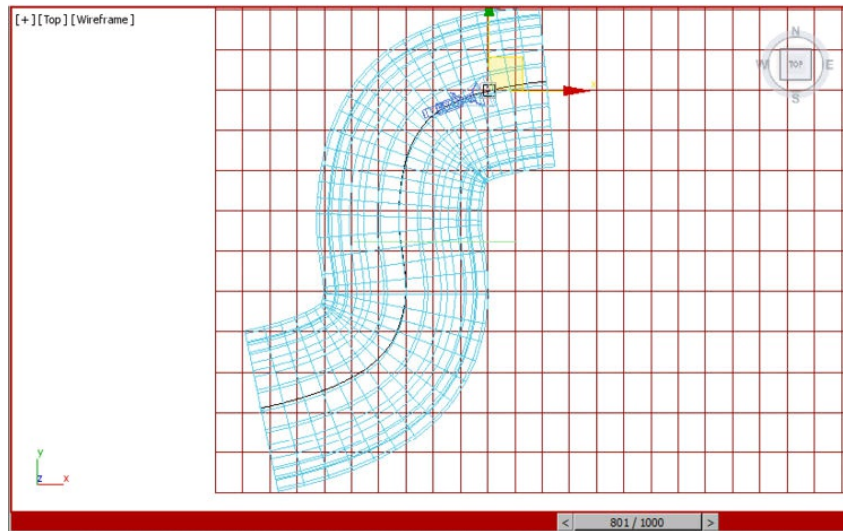 [+] [Top] [Wireframe]
N
W TOP E
S
x
y
z x
< 801 / 1000 >